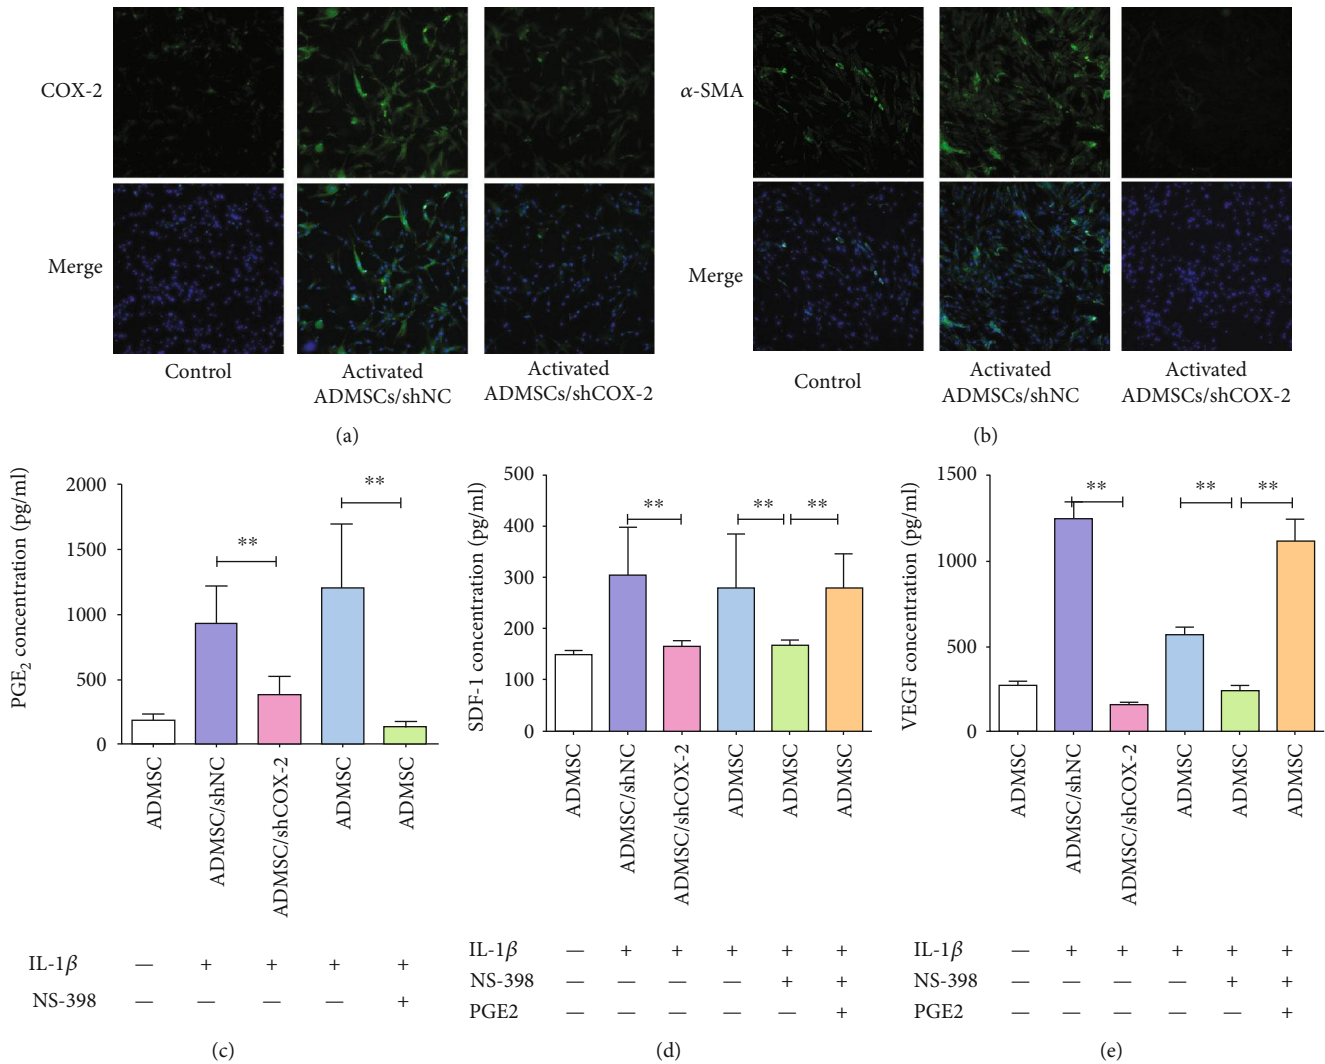 COX-2
Merge
Control
Activated
ADMSCs/shNC
Activated
ADMSCs/shCOX-2
(a)
α-SMA
Merge
Control
Activated
ADMSCs/shNC
Activated
ADMSCs/shCOX-2
(b)
PGE2 concentration (pg/ml)
2000
1500
1000
500
0
**
**
ADMSC
ADMSC/shNC
ADMSC/shCOX-2
ADMSC
ADMSC
IL-1β — + + + +
NS-398 — — — — +
(c)
SDF-1 concentration (pg/ml)
500
400
300
200
100
0
** ** **
ADMSC
ADMSC/shNC
ADMSC/shCOX-2
ADMSC
ADMSC
ADMSC
IL-1β — + + + + +
NS-398 — — — — + +
PGE2 — — — — — +
(d)
VEGF concentration (pg/ml)
1500
1000
500
0
** ** **
ADMSC
ADMSC/shNC
ADMSC/shCOX-2
ADMSC
ADMSC
ADMSC
IL-1β — + + + + +
NS-398 — — — — + +
PGE2 — — — — — +
(e)